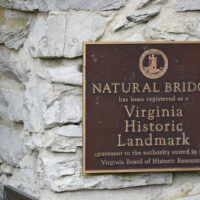 NATURAL BRIDG
has been registered as a
Virginia
Historic
Landmark
pursuant to the authority vested in
Virginia Board of Historic Resour